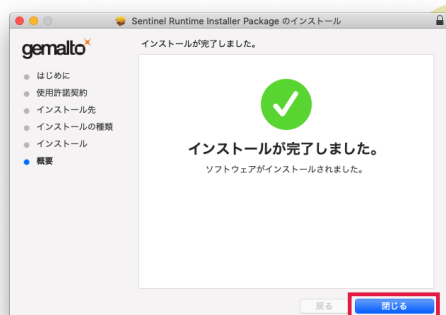 Sentinel Runtime Installer Package のインストール
gemalto
インストールが完了しました。
はじめに
使用許諾契約
インストール先
インストールの種類
インストール
概要
インストールが完了しました。
ソフトウェアがインストールされました。
戻る
閉じる